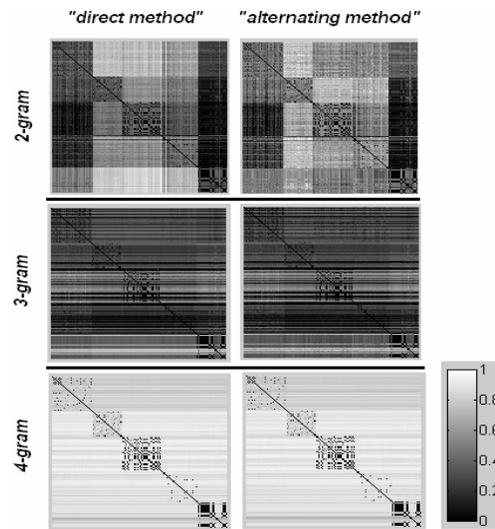 "direct method" "alternating method"
2-gram
3-gram
4-gram
1
0.8
0.6
0.4
0.2
0